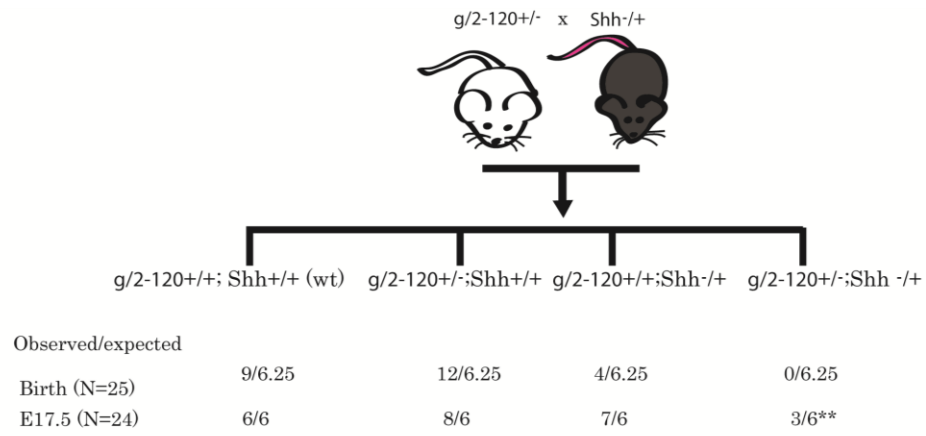 g/2-120+/- x Shh-/+
g/2-120+/+; Shh+/+ (wt) g/2-120+/-;Shh+/+ g/2-120+/+;Shh-/+ g/2-120+/-;Shh -/+
Observed/expected
Birth (N=25) 9/6.25 12/6.25 4/6.25 0/6.25
E17.5 (N=24) 6/6 8/6 7/6 3/6**